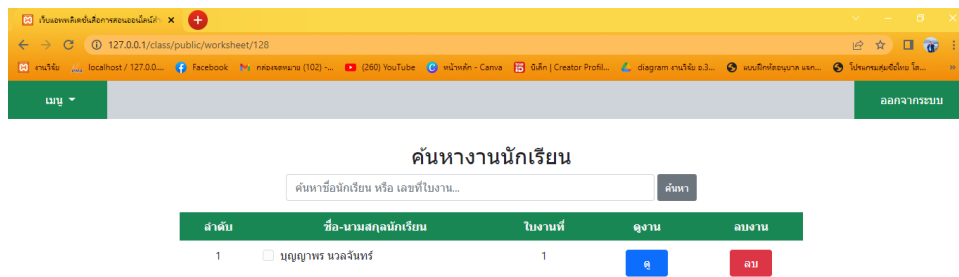 เว็บแอพพลิเคชั่นสื่อการสอนออนไลน์สำ
127.0.0.1/class/public/worksheet/128
งานวิจัย localhost / 127.0.0.... Facebook กล่องจดหมาย (102) -... (260) YouTube หน้าหลัก - Canva นิเด็ก | Creator Profil... diagram งานวิจัย อ.3... แบบฝึกหัดอนุบาล แจก... โปรแกรมสุ่มชื่อไทย โล... »
เมนู ออกจากระบบ
ค้นหางานนักเรียน
ค้นหาชื่อนักเรียน หรือ เลขที่ใบงาน... ค้นหา
ลำดับ ชื่อ-นามสกุลนักเรียน ใบงานที่ ดูงาน ลบงาน
1 บุญญาพร นวลจันทร์ 1 ดู ลบ